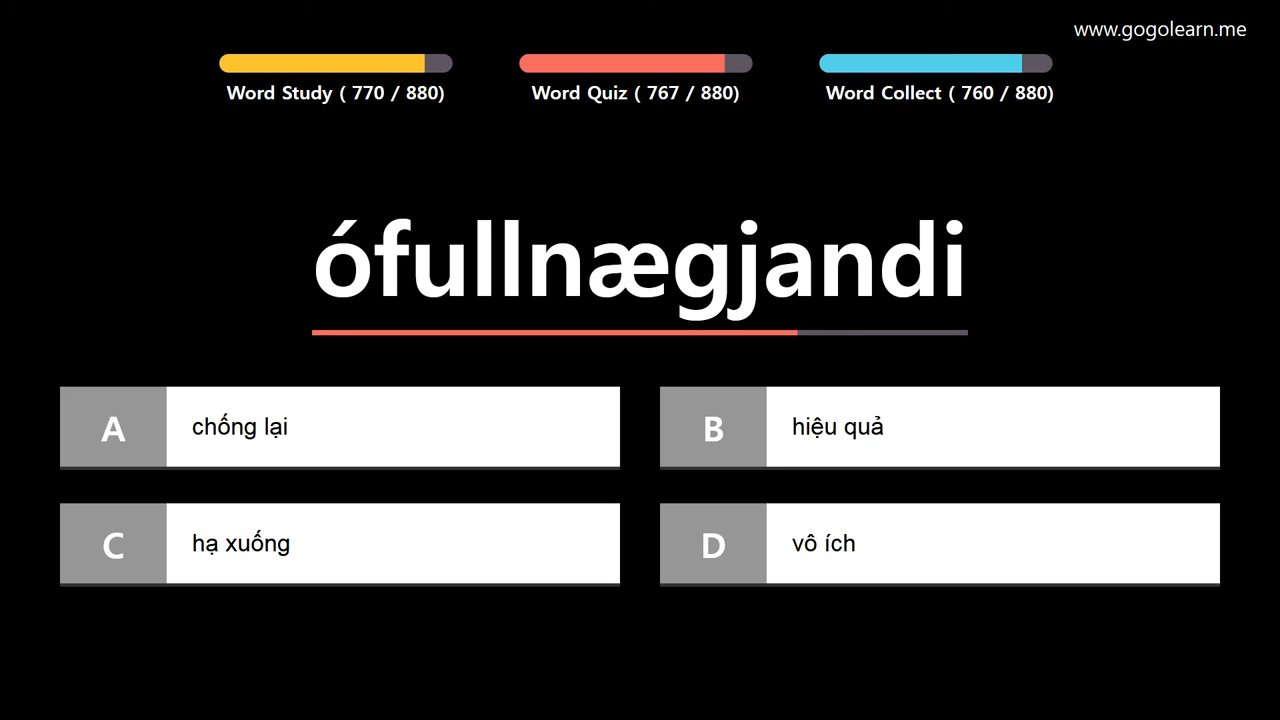 www.gogolearn.me
Word Study ( 770 / 880)
Word Quiz ( 767 / 880)
Word Collect ( 760 / 880)
ófullnægjandi
A chống lại
B hiệu quả
C hạ xuống
D vô ích